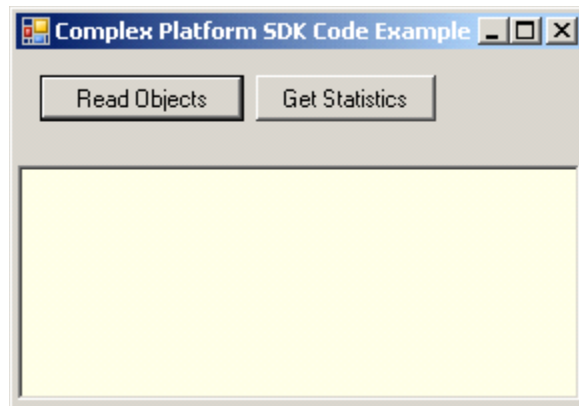 Complex Platform SDK Code Example
Read Objects
Get Statistics